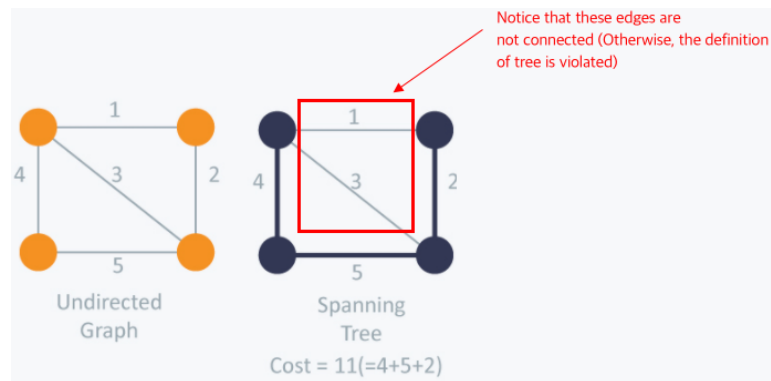 Notice that these edges are
not connected (Otherwise, the definition
of tree is violated)
1
4
3
2
5
Undirected
Graph
1
4
3
2
5
Spanning
Tree
Cost = 11(=4+5+2)